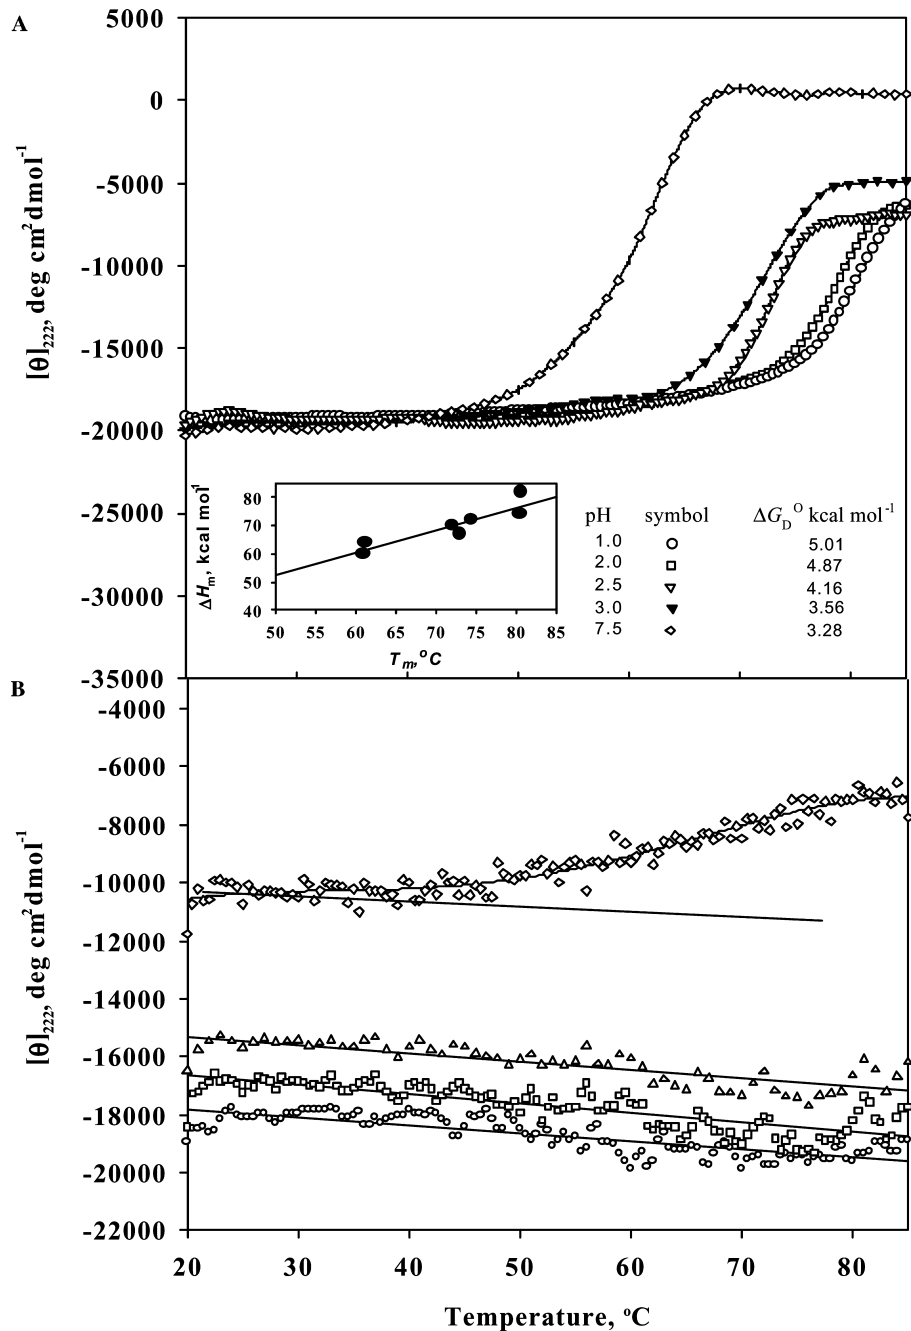 A
5000
0
-5000
-10000
-15000
-20000
-25000
-30000
-35000
[θ]222, deg cm²dmol⁻¹
ΔHm, kcal mol¹
80
70
60
50
40
50 55 60 65 70 75 80 85
Tm, °C
pH symbol ΔGD° kcal mol⁻¹
1.0 5.01
2.0 4.87
2.5 4.16
3.0 3.56
7.5 3.28
B
-4000
-6000
-8000
-10000
-12000
-14000
-16000
-18000
-20000
-22000
[θ]222, deg cm²dmol⁻¹
20 30 40 50 60 70 80
Temperature, °C